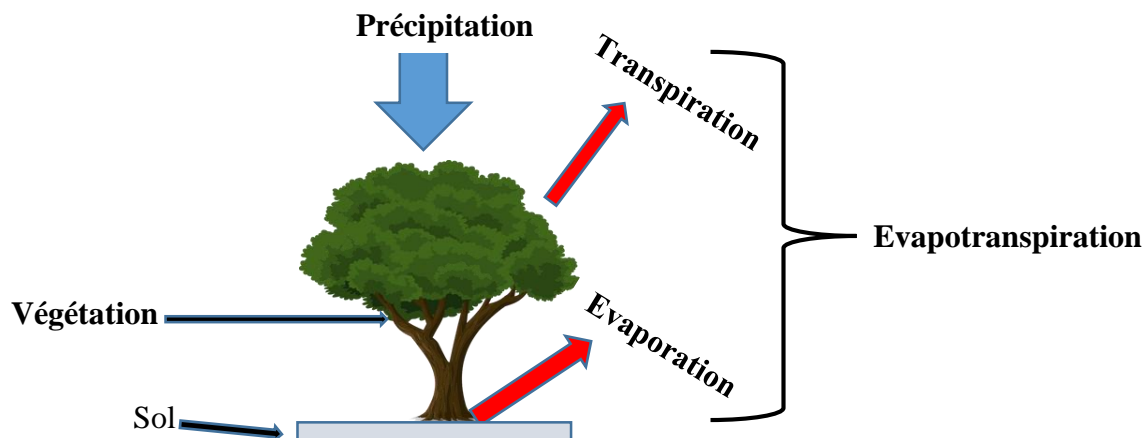 Précipitation
Transpiration
Evapotranspiration
Végétation
Evaporation
Sol